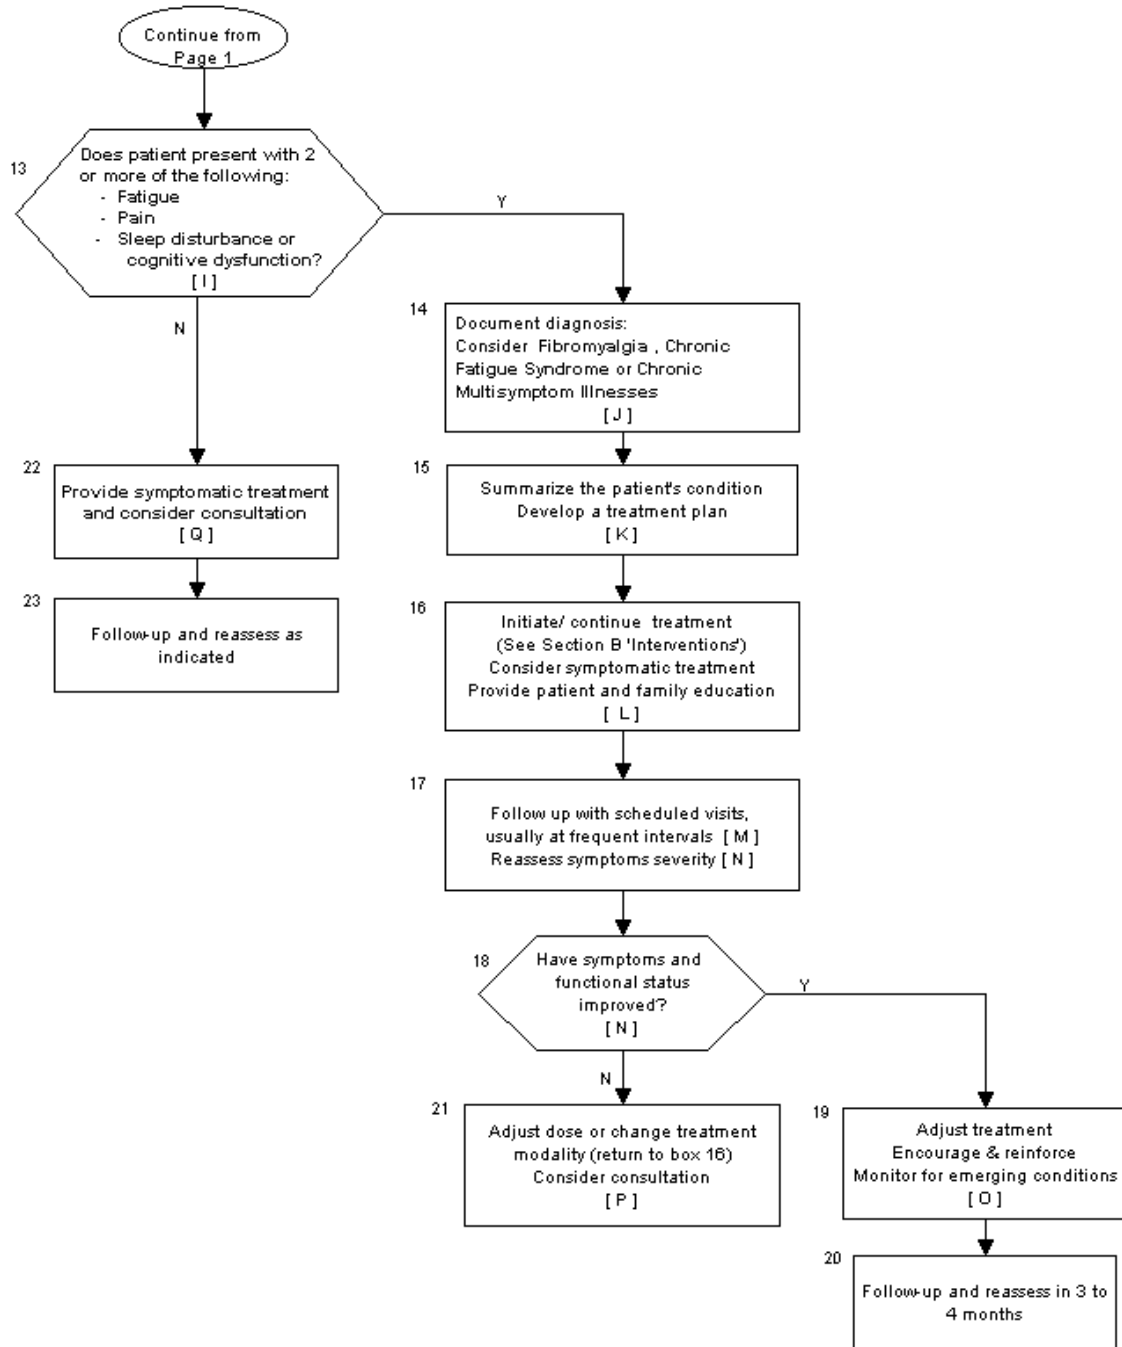 Continue from
Page 1
13
Does patient present with 2
or more of the following:
- Fatigue
- Pain
- Sleep disturbance or
cognitive dysfunction?
[ I ]
Y
N
14
Document diagnosis:
Consider Fibromyalgia , Chronic
Fatigue Syndrome or Chronic
Multisymptom Illnesses
[ J ]
22
Provide symptomatic treatment
and consider consultation
[ Q ]
15
Summarize the patient's condition
Develop a treatment plan
[ K ]
23
Follow-up and reassess as
indicated
16
Initiate/ continue treatment
(See Section B 'Interventions')
Consider symptomatic treatment
Provide patient and family education
[ L ]
17
Follow up with scheduled visits,
usually at frequent intervals [ M ]
Reassess symptoms severity [ N ]
18
Have symptoms and
functional status
improved?
[ N ]
Y
N
21
Adjust dose or change treatment
modality (return to box 16)
Consider consultation
[ P ]
19
Adjust treatment
Encourage & reinforce
Monitor for emerging conditions
[ O ]
20
Follow-up and reassess in 3 to
4 months